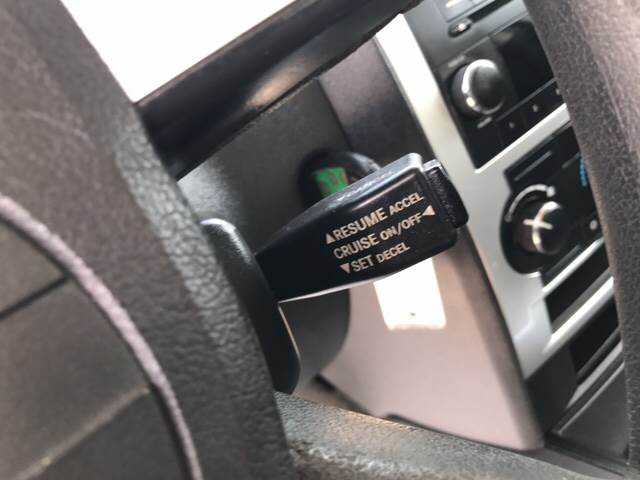 ▲RESUME ACCEL
CRUISE ON/OFF◀
▼SET DECEL